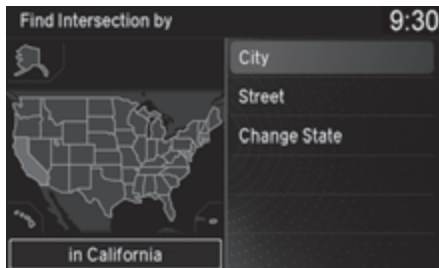 Find Intersection by
9:30
City
Street
Change State
in California